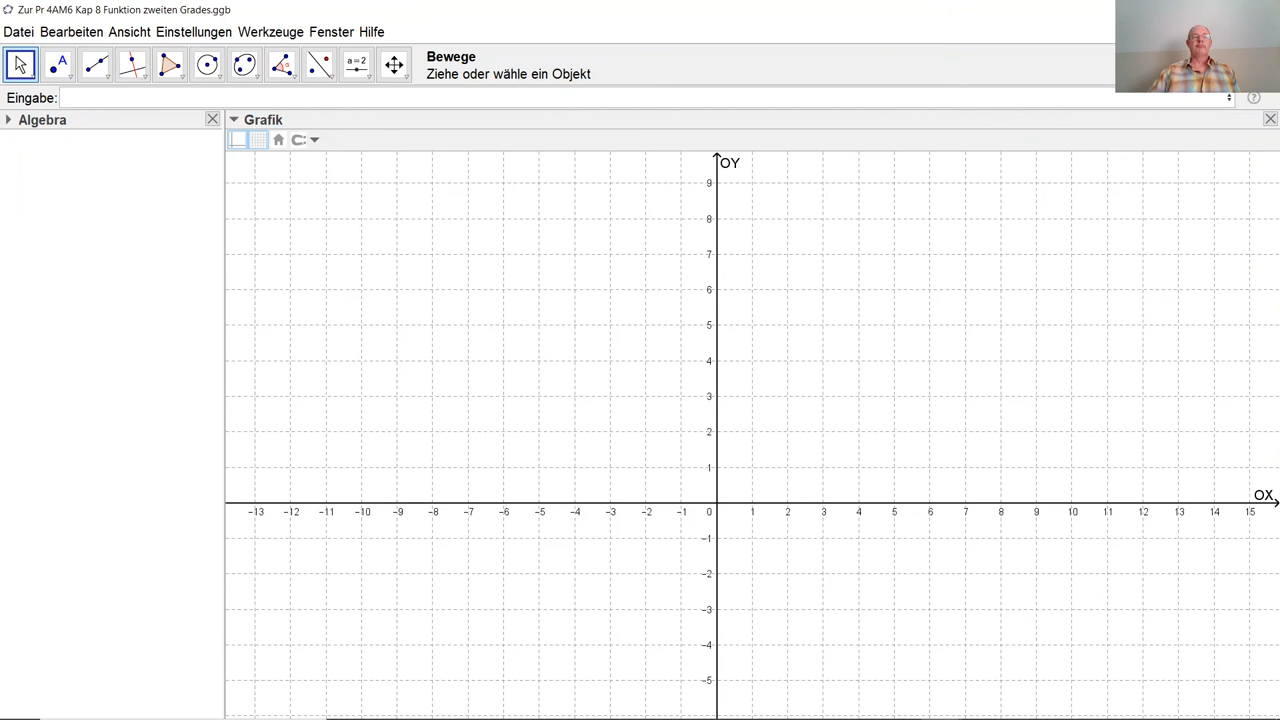 Zur Pr 4AM6 Kap 8 Funktion zweiten Grades.ggb
Datei Bearbeiten Ansicht Einstellungen Werkzeuge Fenster Hilfe
A
a=2
Bewege
Ziehe oder wähle ein Objekt
Eingabe:
Algebra
Grafik
OY
9
8
7
6
5
4
3
2
1
OX
-13 -12 -11 -10 -9 -8 -7 -6 -5 -4 -3 -2 -1 0 1 2 3 4 5 6 7 8 9 10 11 12 13 14 15
-1
-2
-3
-4
-5